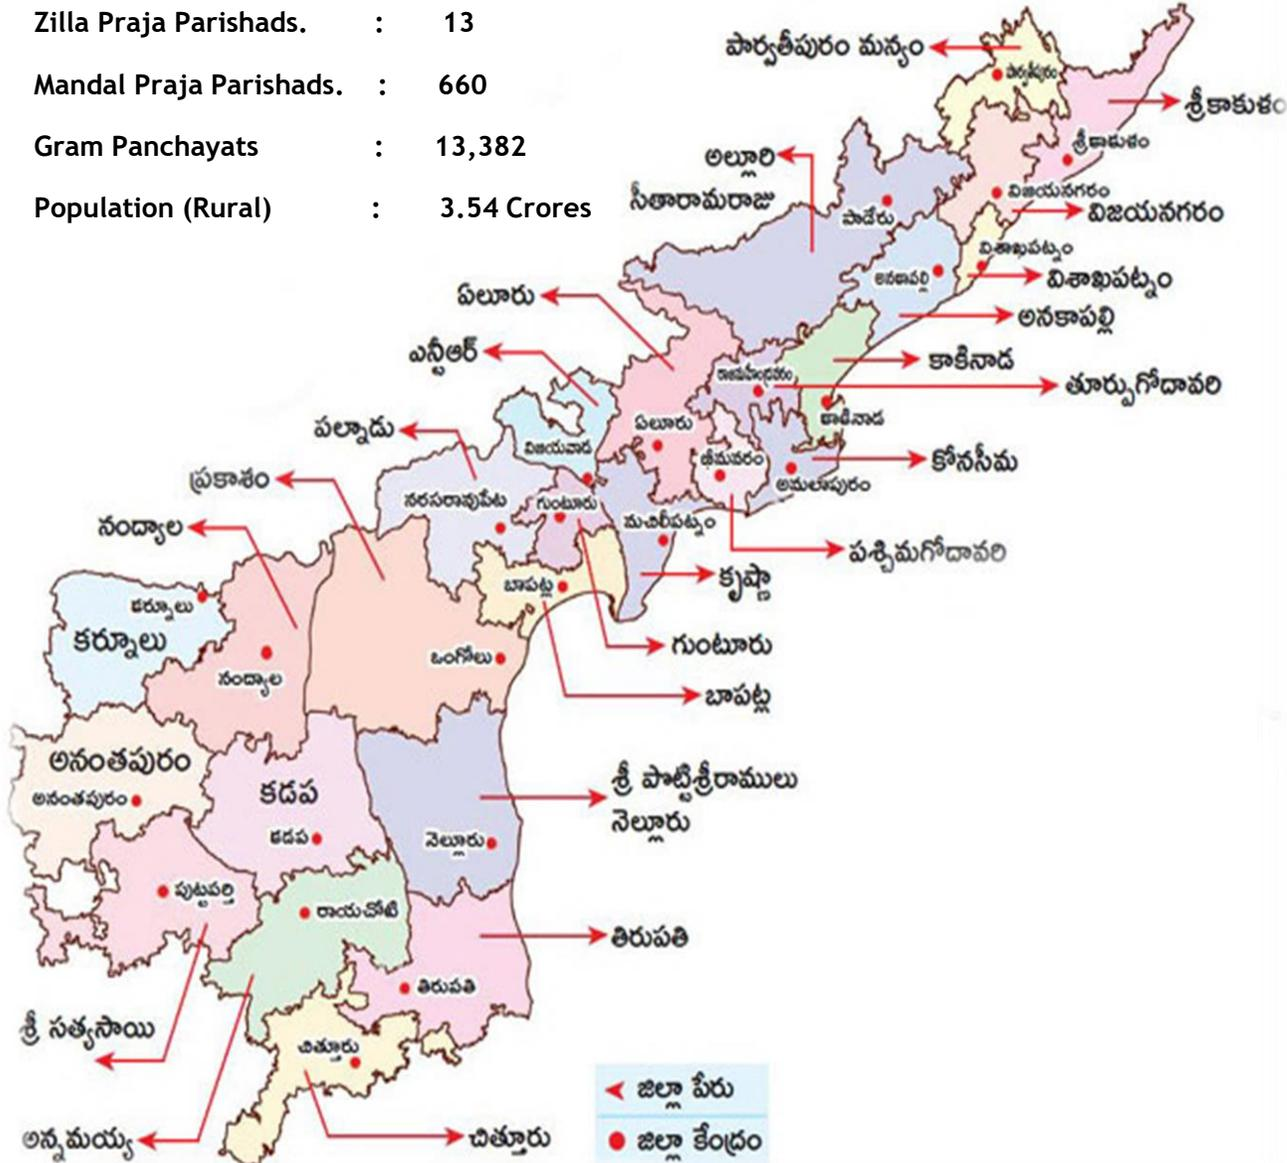 Zilla Praja Parishads. : 13
Mandal Praja Parishads. : 660
Gram Panchayats : 13,382
Population (Rural) : 3.54 Crores
పార్వతీపురం మన్యం
పార్వతీపురం
శ్రీకాకుళం
శ్రీకాకుళం
అల్లూరి
సీతారామరాజు
పాడేరు
విజయనగరం
విజయనగరం
విశాఖపట్నం
విశాఖపట్నం
అనకాపల్లి
అనకాపల్లి
ఏలూరు
ఎన్టీఆర్
కాకినాడ
రాజమహేంద్రవరం
తూర్పుగోదావరి
కాకినాడ
పల్నాడు
ఏలూరు
విజయవాడ
భీమవరం
కోనసీమ
అమలాపురం
ప్రకాశం
నరసరావుపేట
గుంటూరు
మచిలీపట్నం
నంద్యాల
పశ్చిమగోదావరి
కృష్ణా
బాపట్ల
కర్నూలు
కర్నూలు
గుంటూరు
ఒంగోలు
నంద్యాల
బాపట్ల
అనంతపురం
అనంతపురం
కడప
కడప
శ్రీ పొట్టిశ్రీరాములు
నెల్లూరు
నెల్లూరు
పుట్టపర్తి
రాయచోటి
తిరుపతి
తిరుపతి
శ్రీ సత్యసాయి
చిత్తూరు
అన్నమయ్య
చిత్తూరు
జిల్లా పేరు
జిల్లా కేంద్రం